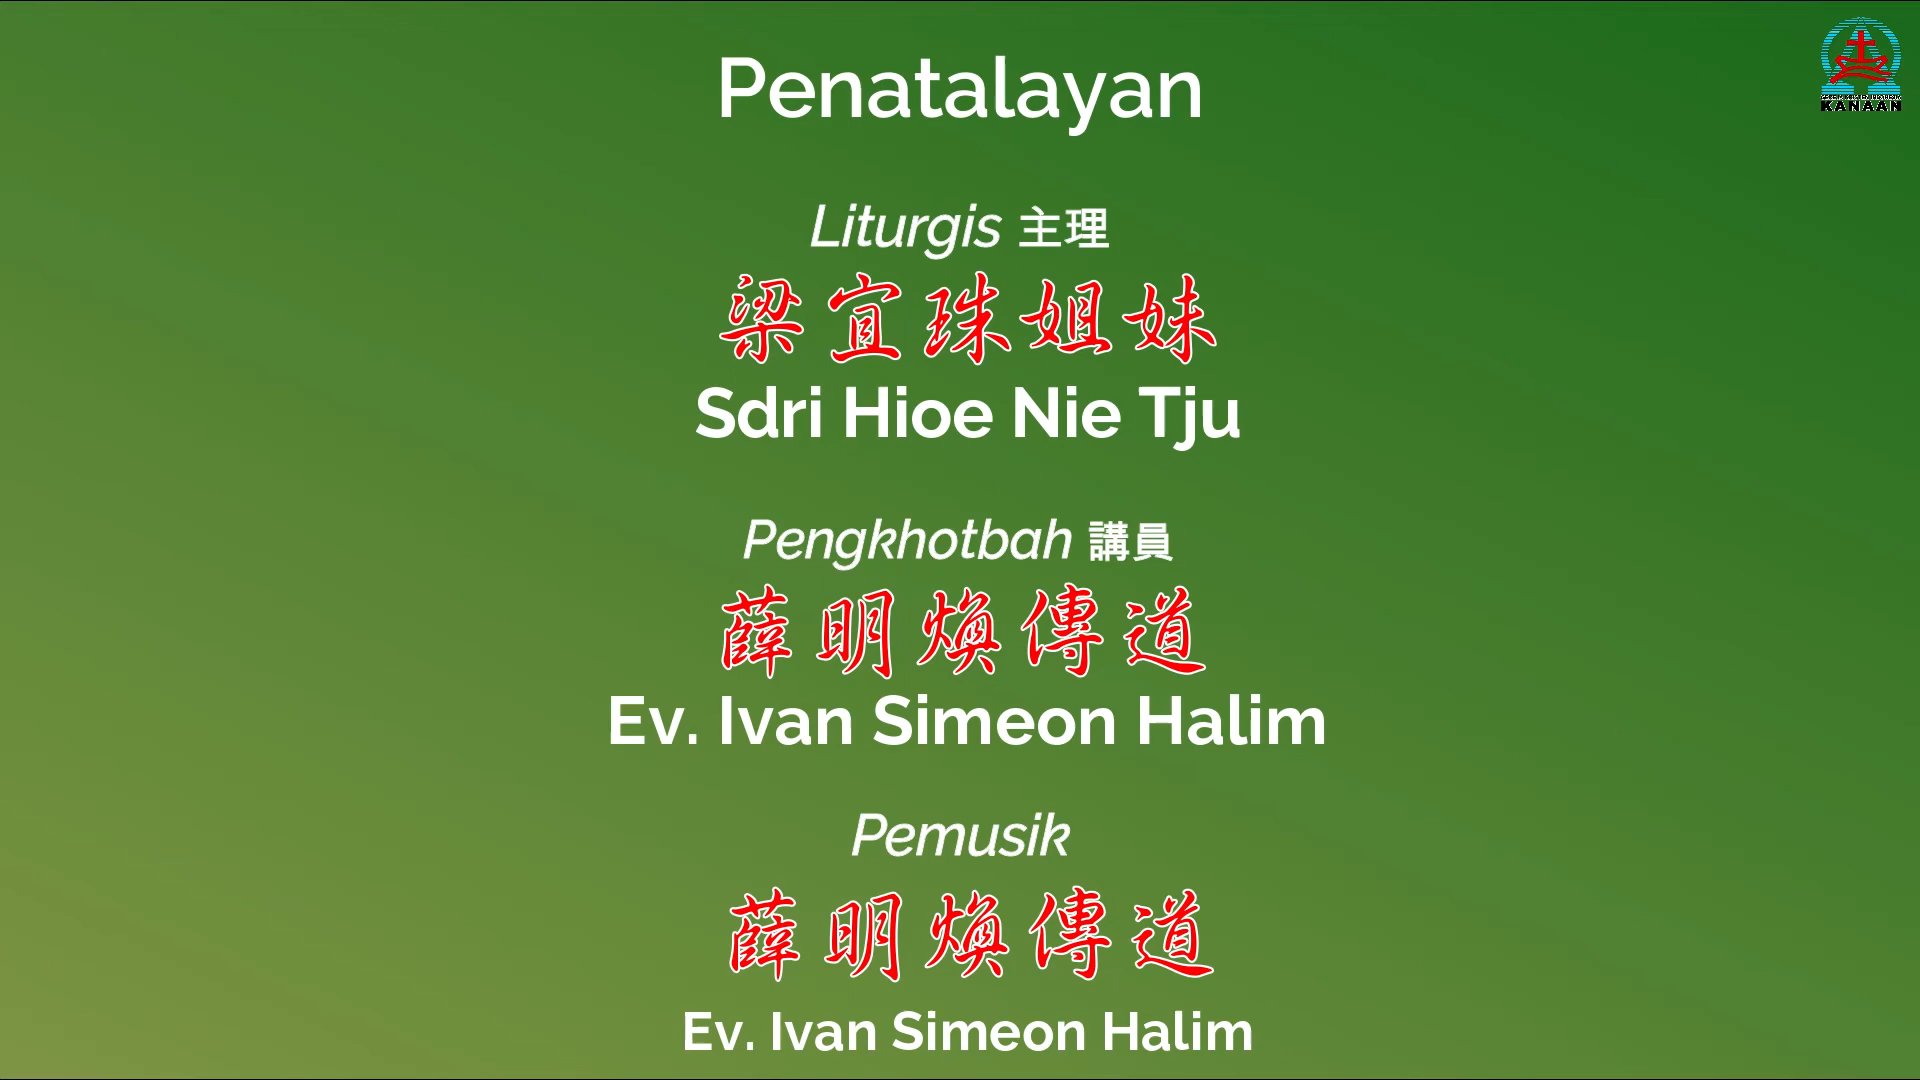 Penatalayan
KANAAN
Liturgis 主理
梁宜珠姐妹
Sdri Hioe Nie Tju
Pengkhotbah 講員
薛明煥傳道
Ev. Ivan Simeon Halim
Pemusik
薛明煥傳道
Ev. Ivan Simeon Halim